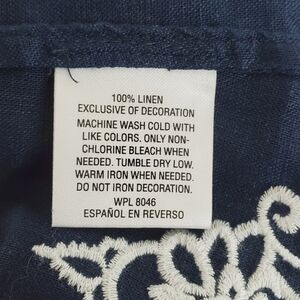 100% LINEN
EXCLUSIVE OF DECORATION
MACHINE WASH COLD WITH
LIKE COLORS. ONLY NON-
CHLORINE BLEACH WHEN
NEEDED. TUMBLE DRY LOW.
WARM IRON WHEN NEEDED.
DO NOT IRON DECORATION.
WPL 8046
ESPAÑOL EN REVERSO